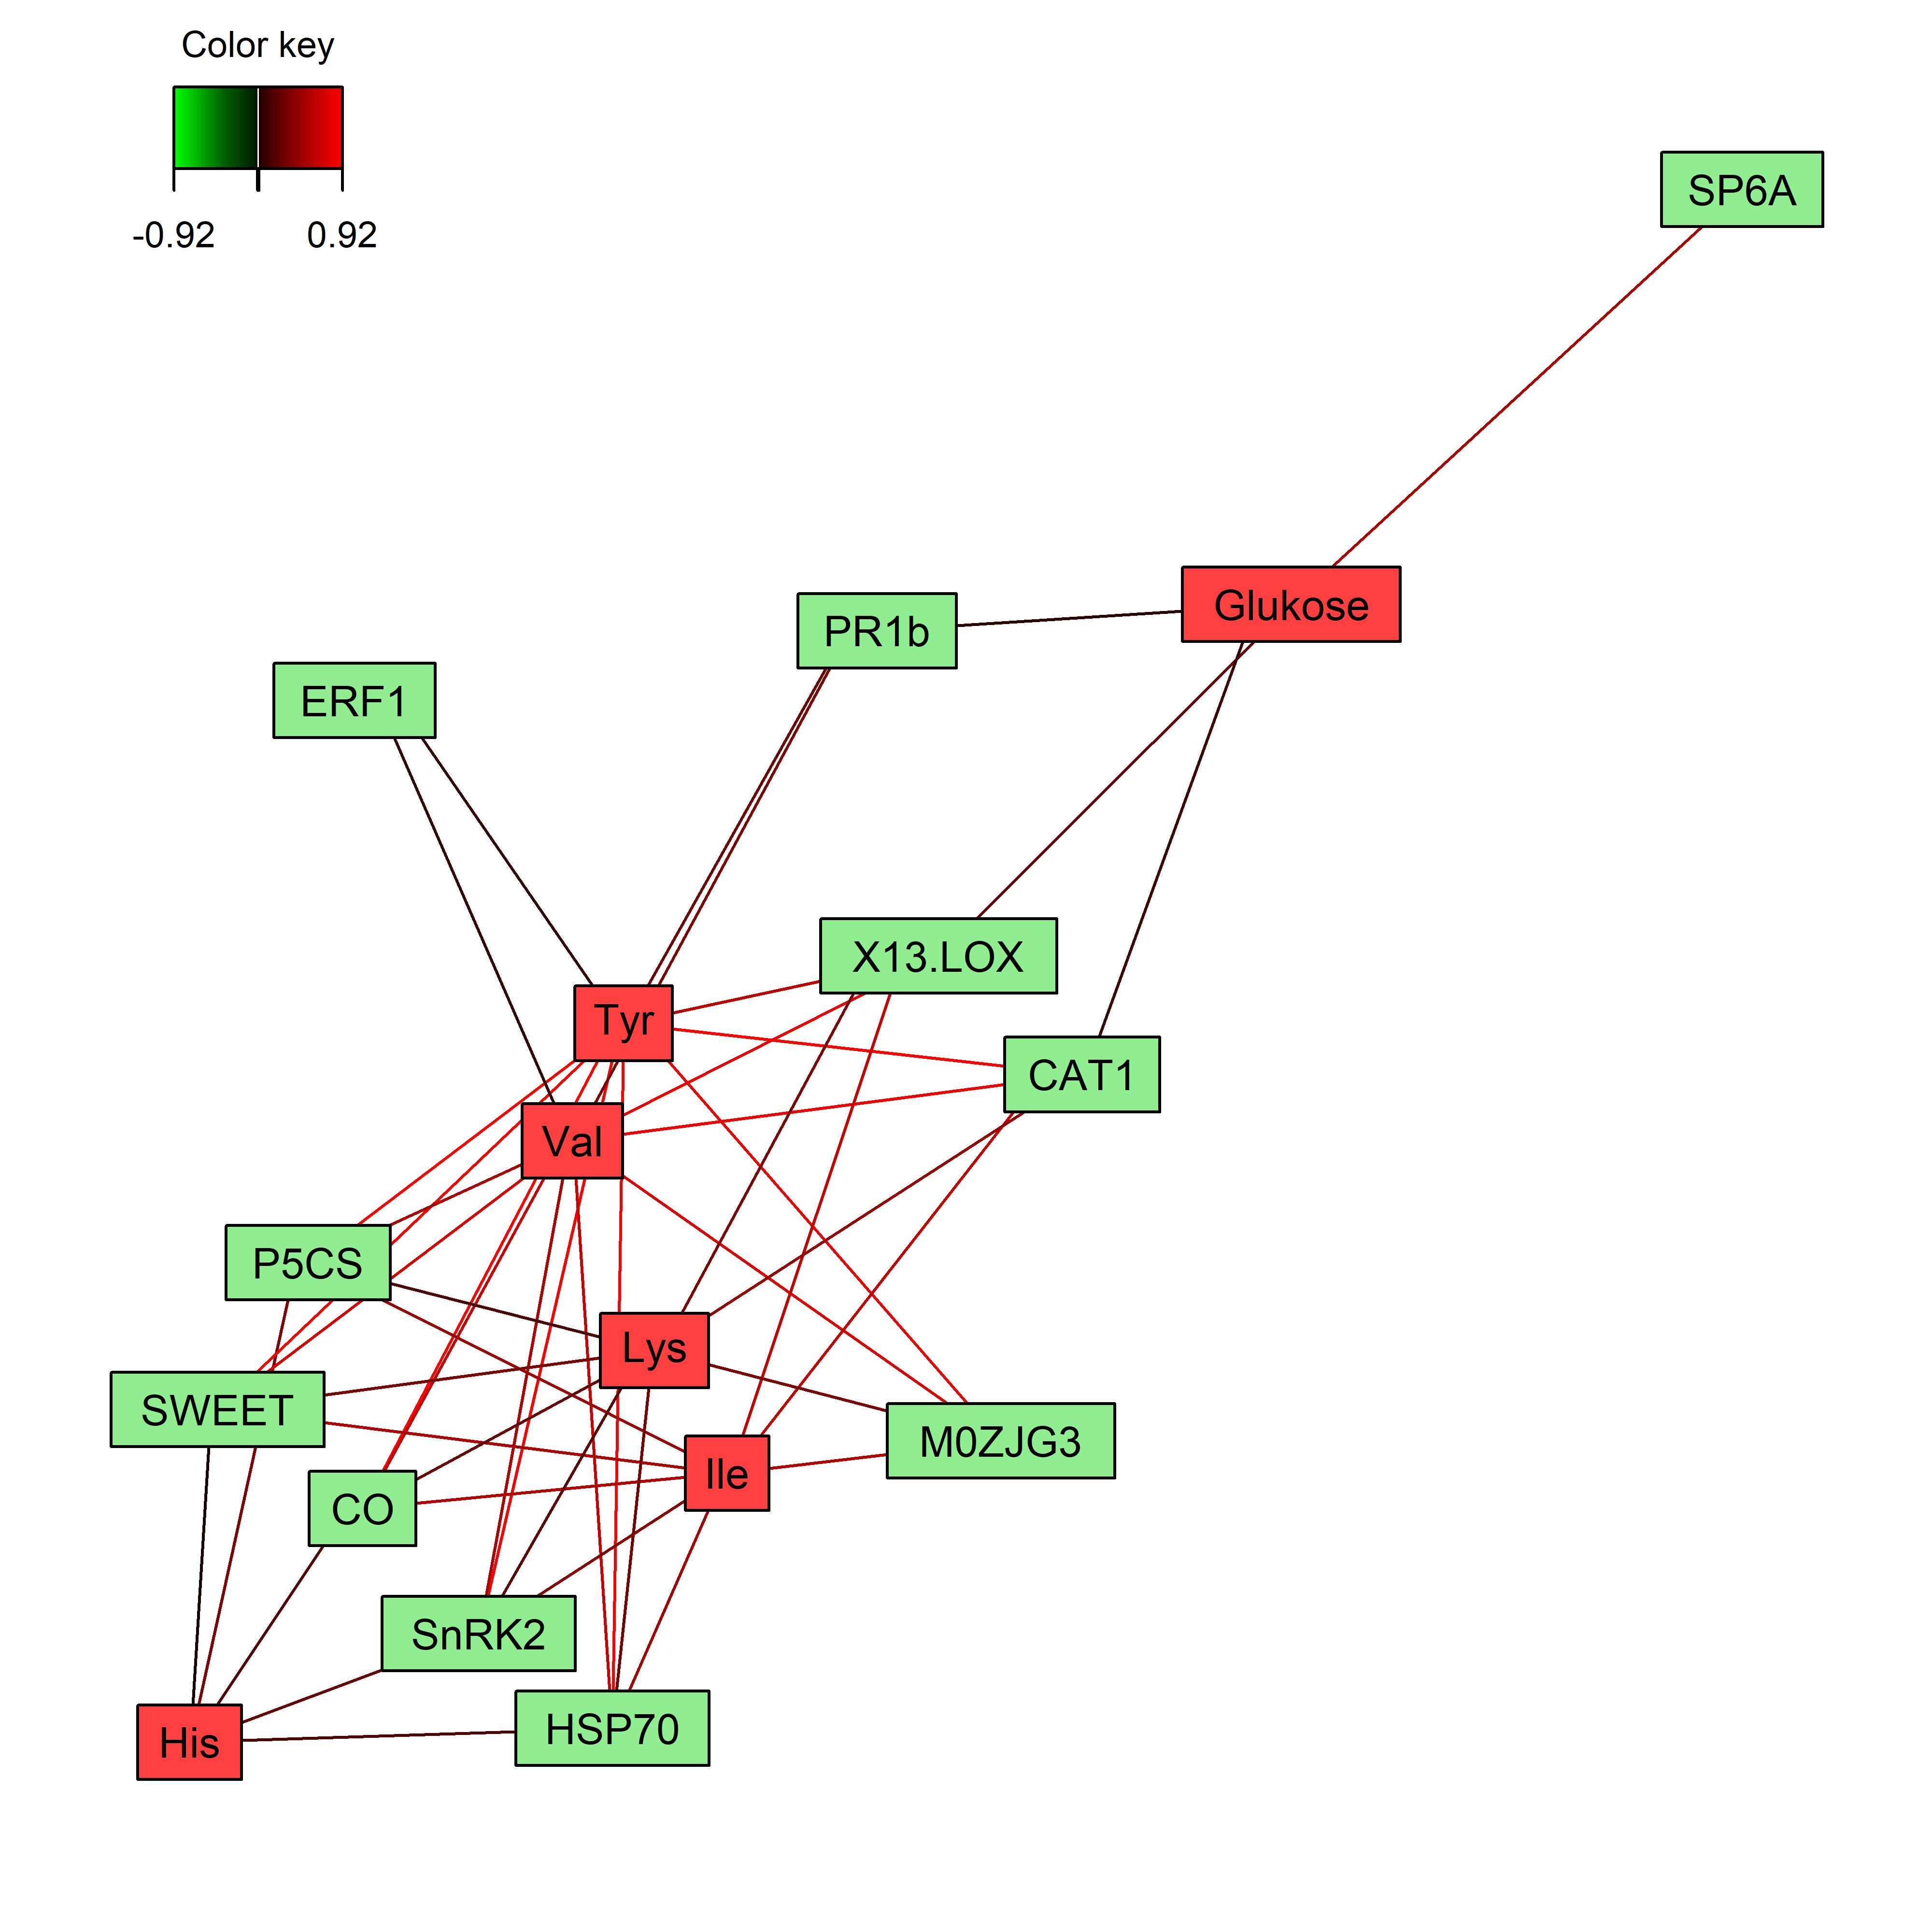 Color key
-0.92 0.92
SP6A
Glukose
PR1b
ERF1
X13.LOX
Tyr
CAT1
Val
P5CS
Lys
SWEET
M0ZJG3
Ile
CO
SnRK2
HSP70
His